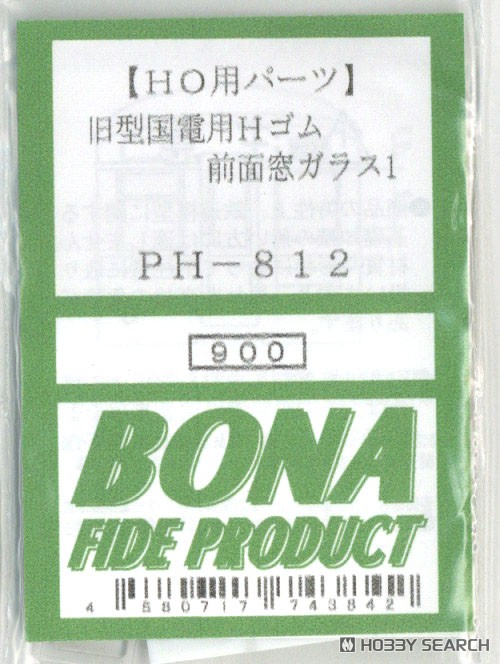 【HO用パーツ】
旧型国電用Hゴム
前面窓ガラス1
PH-812
900
BONA
FIDE PRODUCT
4 580717 743842
HOBBY SEARCH